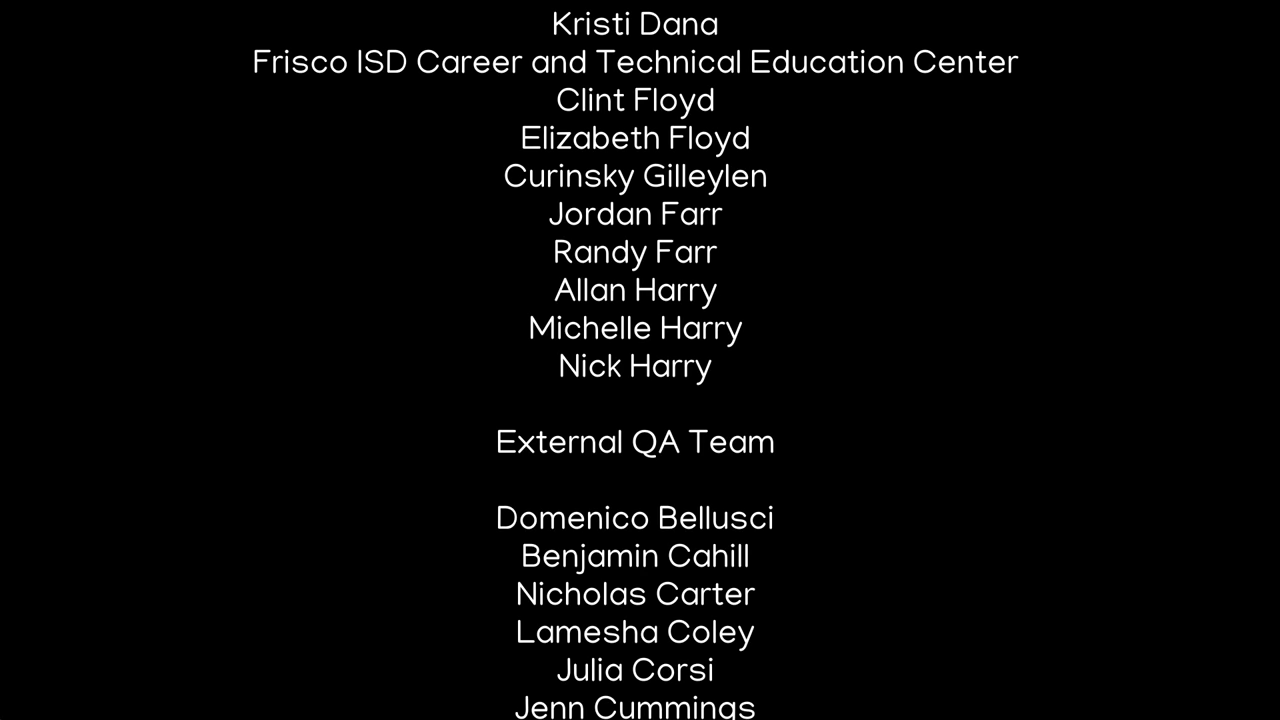 Kristi Dana
Frisco ISD Career and Technical Education Center
Clint Floyd
Elizabeth Floyd
Curinsky Gilleylen
Jordan Farr
Randy Farr
Allan Harry
Michelle Harry
Nick Harry
External QA Team
Domenico Bellusci
Benjamin Cahill
Nicholas Carter
Lamesha Coley
Julia Corsi
Jenn Cummings